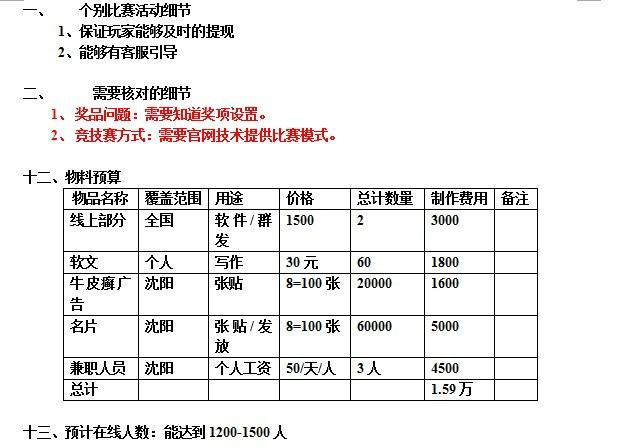 一、 个别比赛活动细节
1、保证玩家能够及时的提现
2、能够有客服引导
二、 需要核对的细节
1、奖品问题：需要知道奖项设置。
2、竞技赛方式：需要官网技术提供比赛模式。
十二、物料预算
物品名称 覆盖范围 用途 价格 总计数量 制作费用 备注
线上部分 全国 软件/群发 1500 2 3000
软文 个人 写作 30 元 60 1800
牛皮癣广告 沈阳 张贴 8=100 张 20000 1600
名片 沈阳 张贴/发放 8=100 张 60000 5000
兼职人员 沈阳 个人工资 50/天/人 3 人 4500
总计 1.59 万
十三、预计在线人数：能达到 1200-1500 人